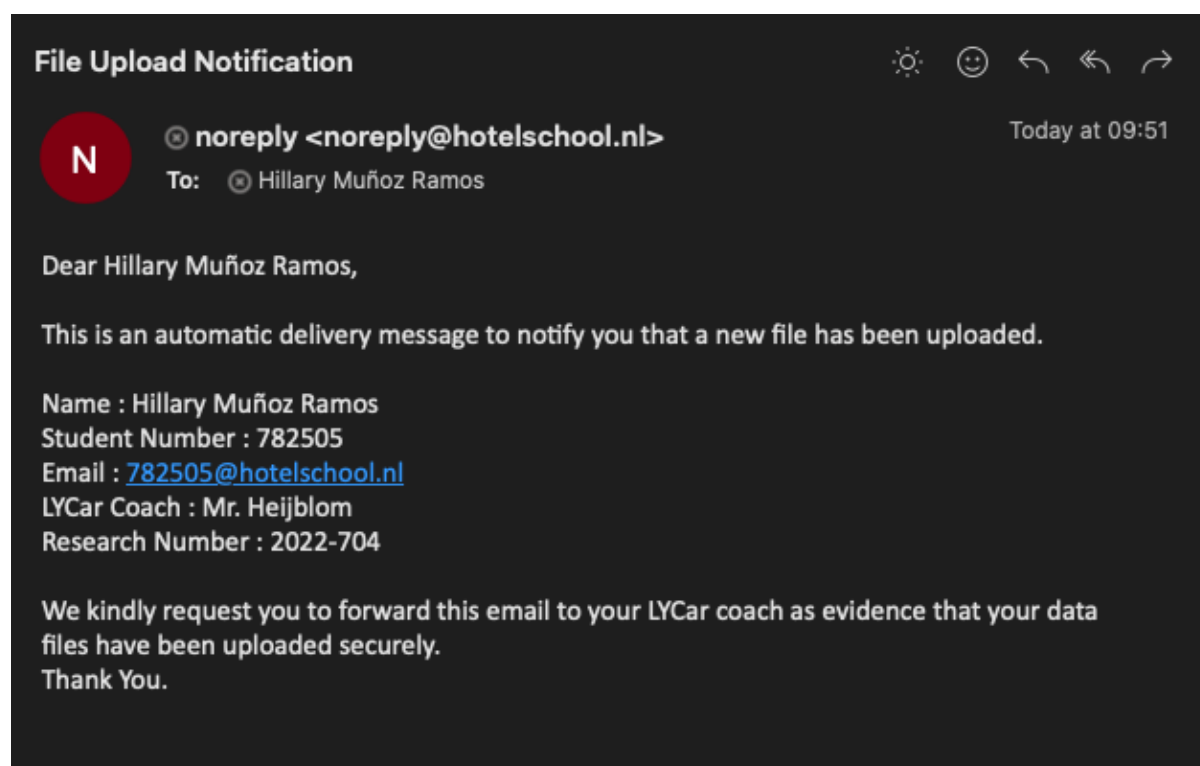 File Upload Notification
N
noreply <noreply@hotelschool.nl>
Today at 09:51
To: Hillary Muñoz Ramos
Dear Hillary Muñoz Ramos,
This is an automatic delivery message to notify you that a new file has been uploaded.
Name : Hillary Muñoz Ramos
Student Number : 782505
Email : 782505@hotelschool.nl
LYCar Coach : Mr. Heijblom
Research Number : 2022-704
We kindly request you to forward this email to your LYCar coach as evidence that your data
files have been uploaded securely.
Thank You.